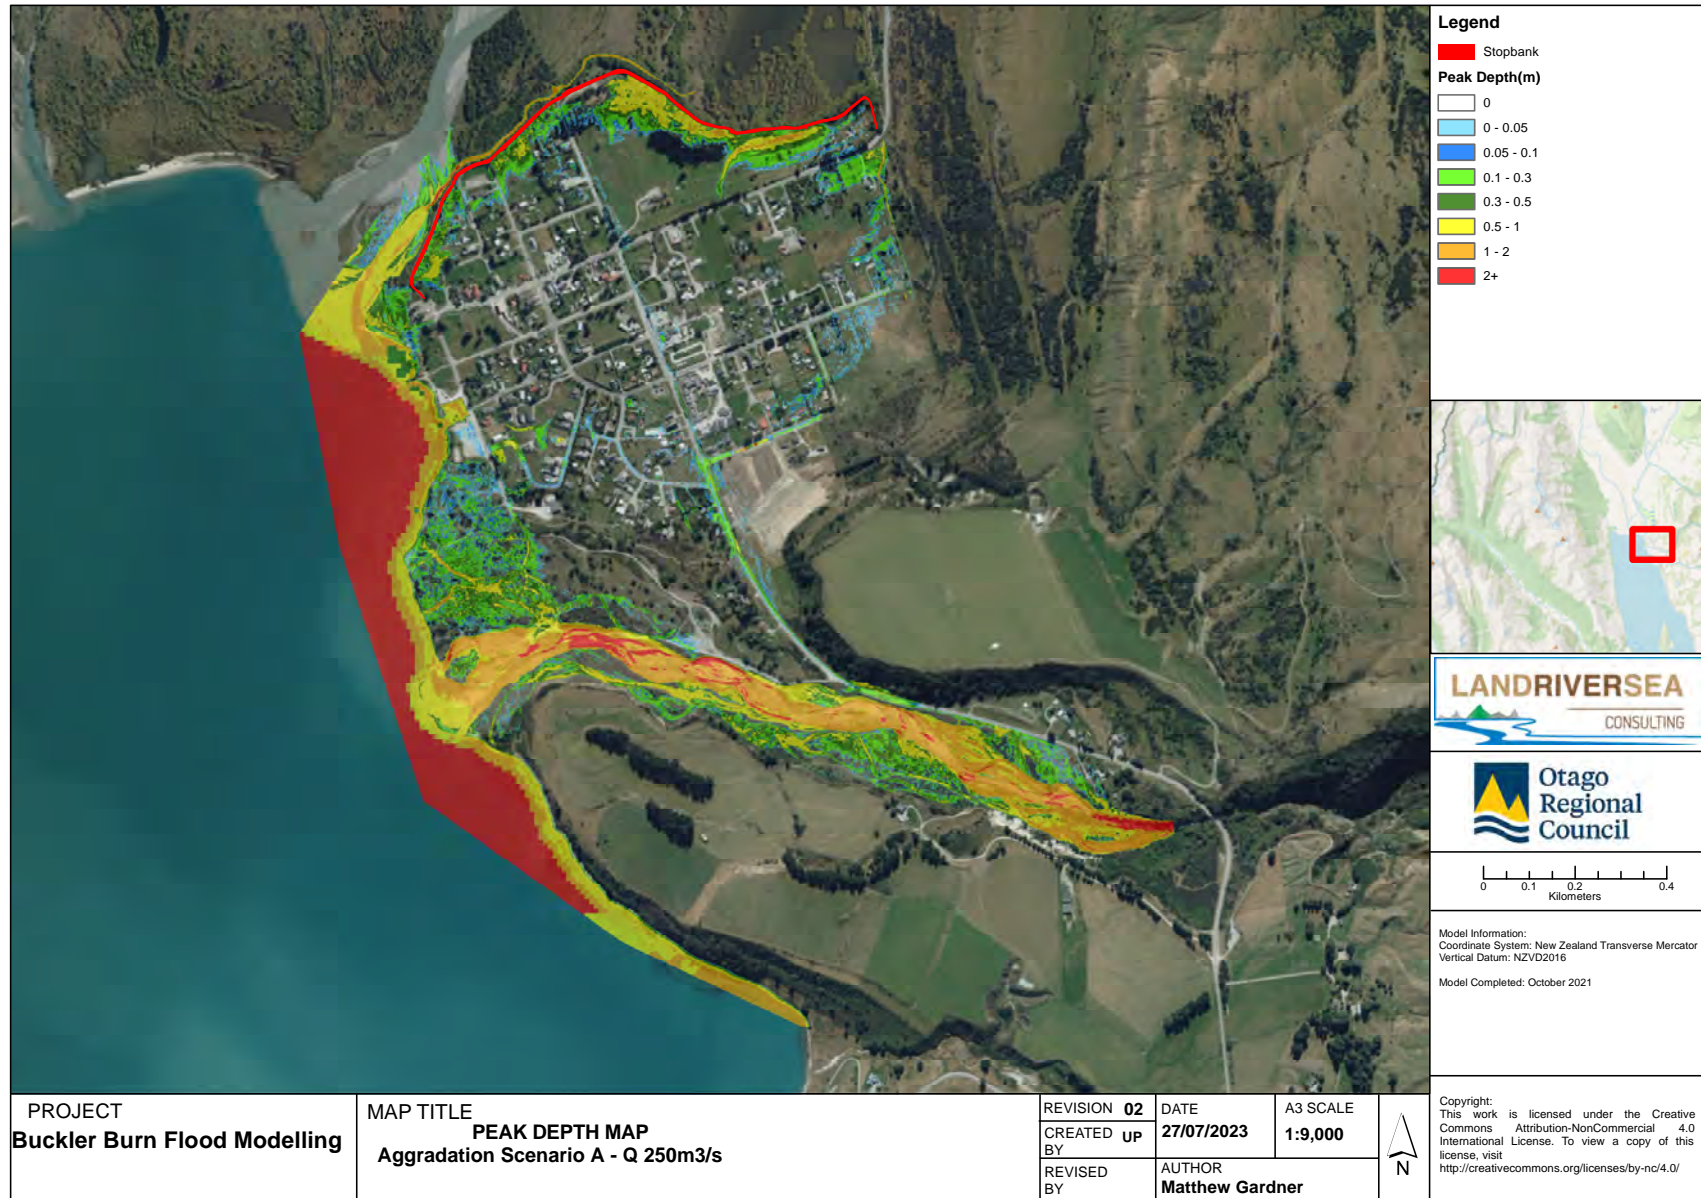 Legend
Stopbank
Peak Depth(m)
0
0 - 0.05
0.05 - 0.1
0.1 - 0.3
0.3 - 0.5
0.5 - 1
1 - 2
2+
LANDRIVERSEA
CONSULTING
Otago
Regional
Council
0 0.1 0.2 0.4
Kilometers
Model Information:
Coordinate System: New Zealand Transverse Mercator
Vertical Datum: NZVD2016
Model Completed: October 2021
Copyright:
This work is licensed under the Creative
Commons Attribution-NonCommercial 4.0
International License. To view a copy of this
license, visit
http://creativecommons.org/licenses/by-nc/4.0/
PROJECT
Buckler Burn Flood Modelling
MAP TITLE
PEAK DEPTH MAP
Aggradation Scenario A - Q 250m3/s
REVISION 02
CREATED BY UP
REVISED BY
DATE
27/07/2023
A3 SCALE
1:9,000
AUTHOR
Matthew Gardner
N